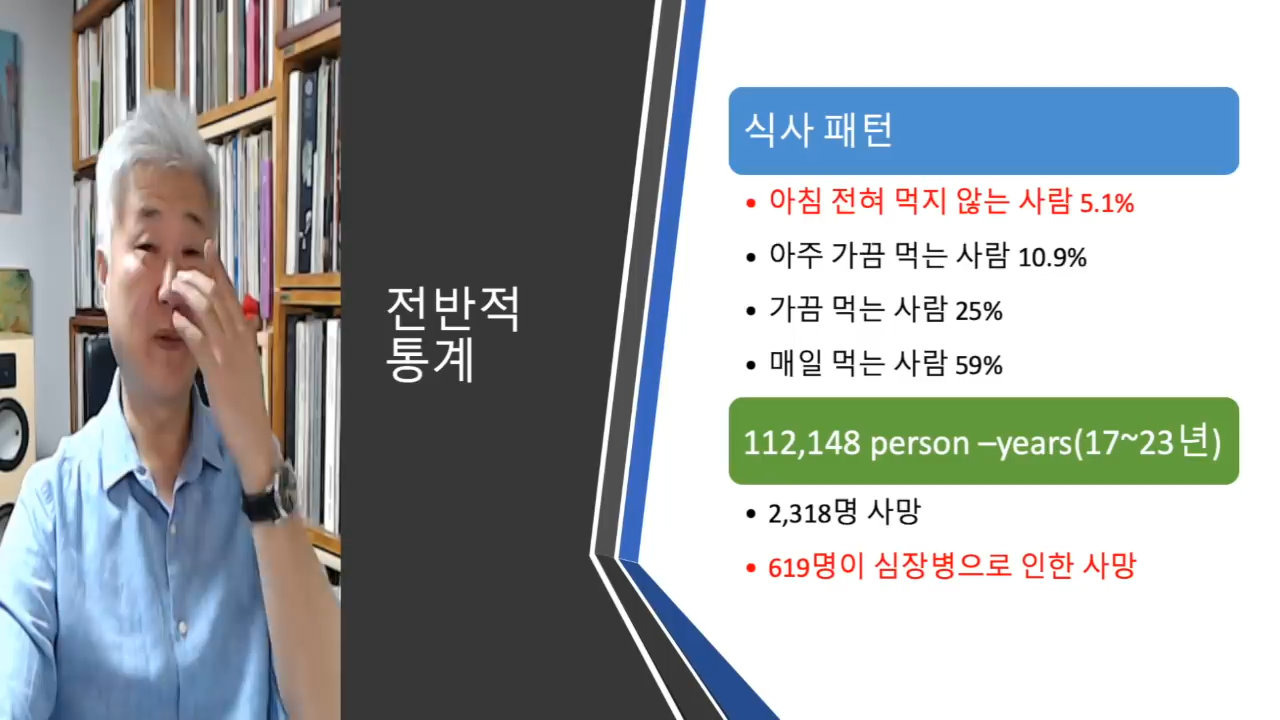 전반적
통계
식사 패턴
• 아침 전혀 먹지 않는 사람 5.1%
• 아주 가끔 먹는 사람 10.9%
• 가끔 먹는 사람 25%
• 매일 먹는 사람 59%
112,148 person –years(17~23년)
• 2,318명 사망
• 619명이 심장병으로 인한 사망